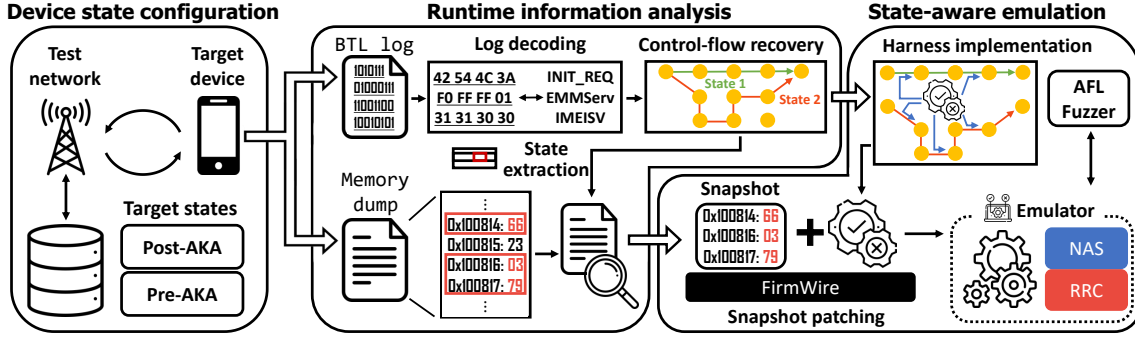 Device state configuration
Test
network
Target
device
Target states
Post-AKA
Pre-AKA
Runtime information analysis
BTL log
1010111
01000111
11001100
10010101
Log decoding
42 54 4C 3A
F0 FF FF 01
31 31 30 30
INIT_REQ
EMMServ
IMEISV
Control-flow recovery
State 1
State 2
State
extraction
Memory
dump
⋮
0x100814: 66
0x100815: 23
0x100816: 03
0x100817: 79
⋮
State-aware emulation
Harness implementation
AFL
Fuzzer
Snapshot
0x100814: 66
0x100816: 03
0x100817: 79
+
FirmWire
Snapshot patching
Emulator
NAS
RRC